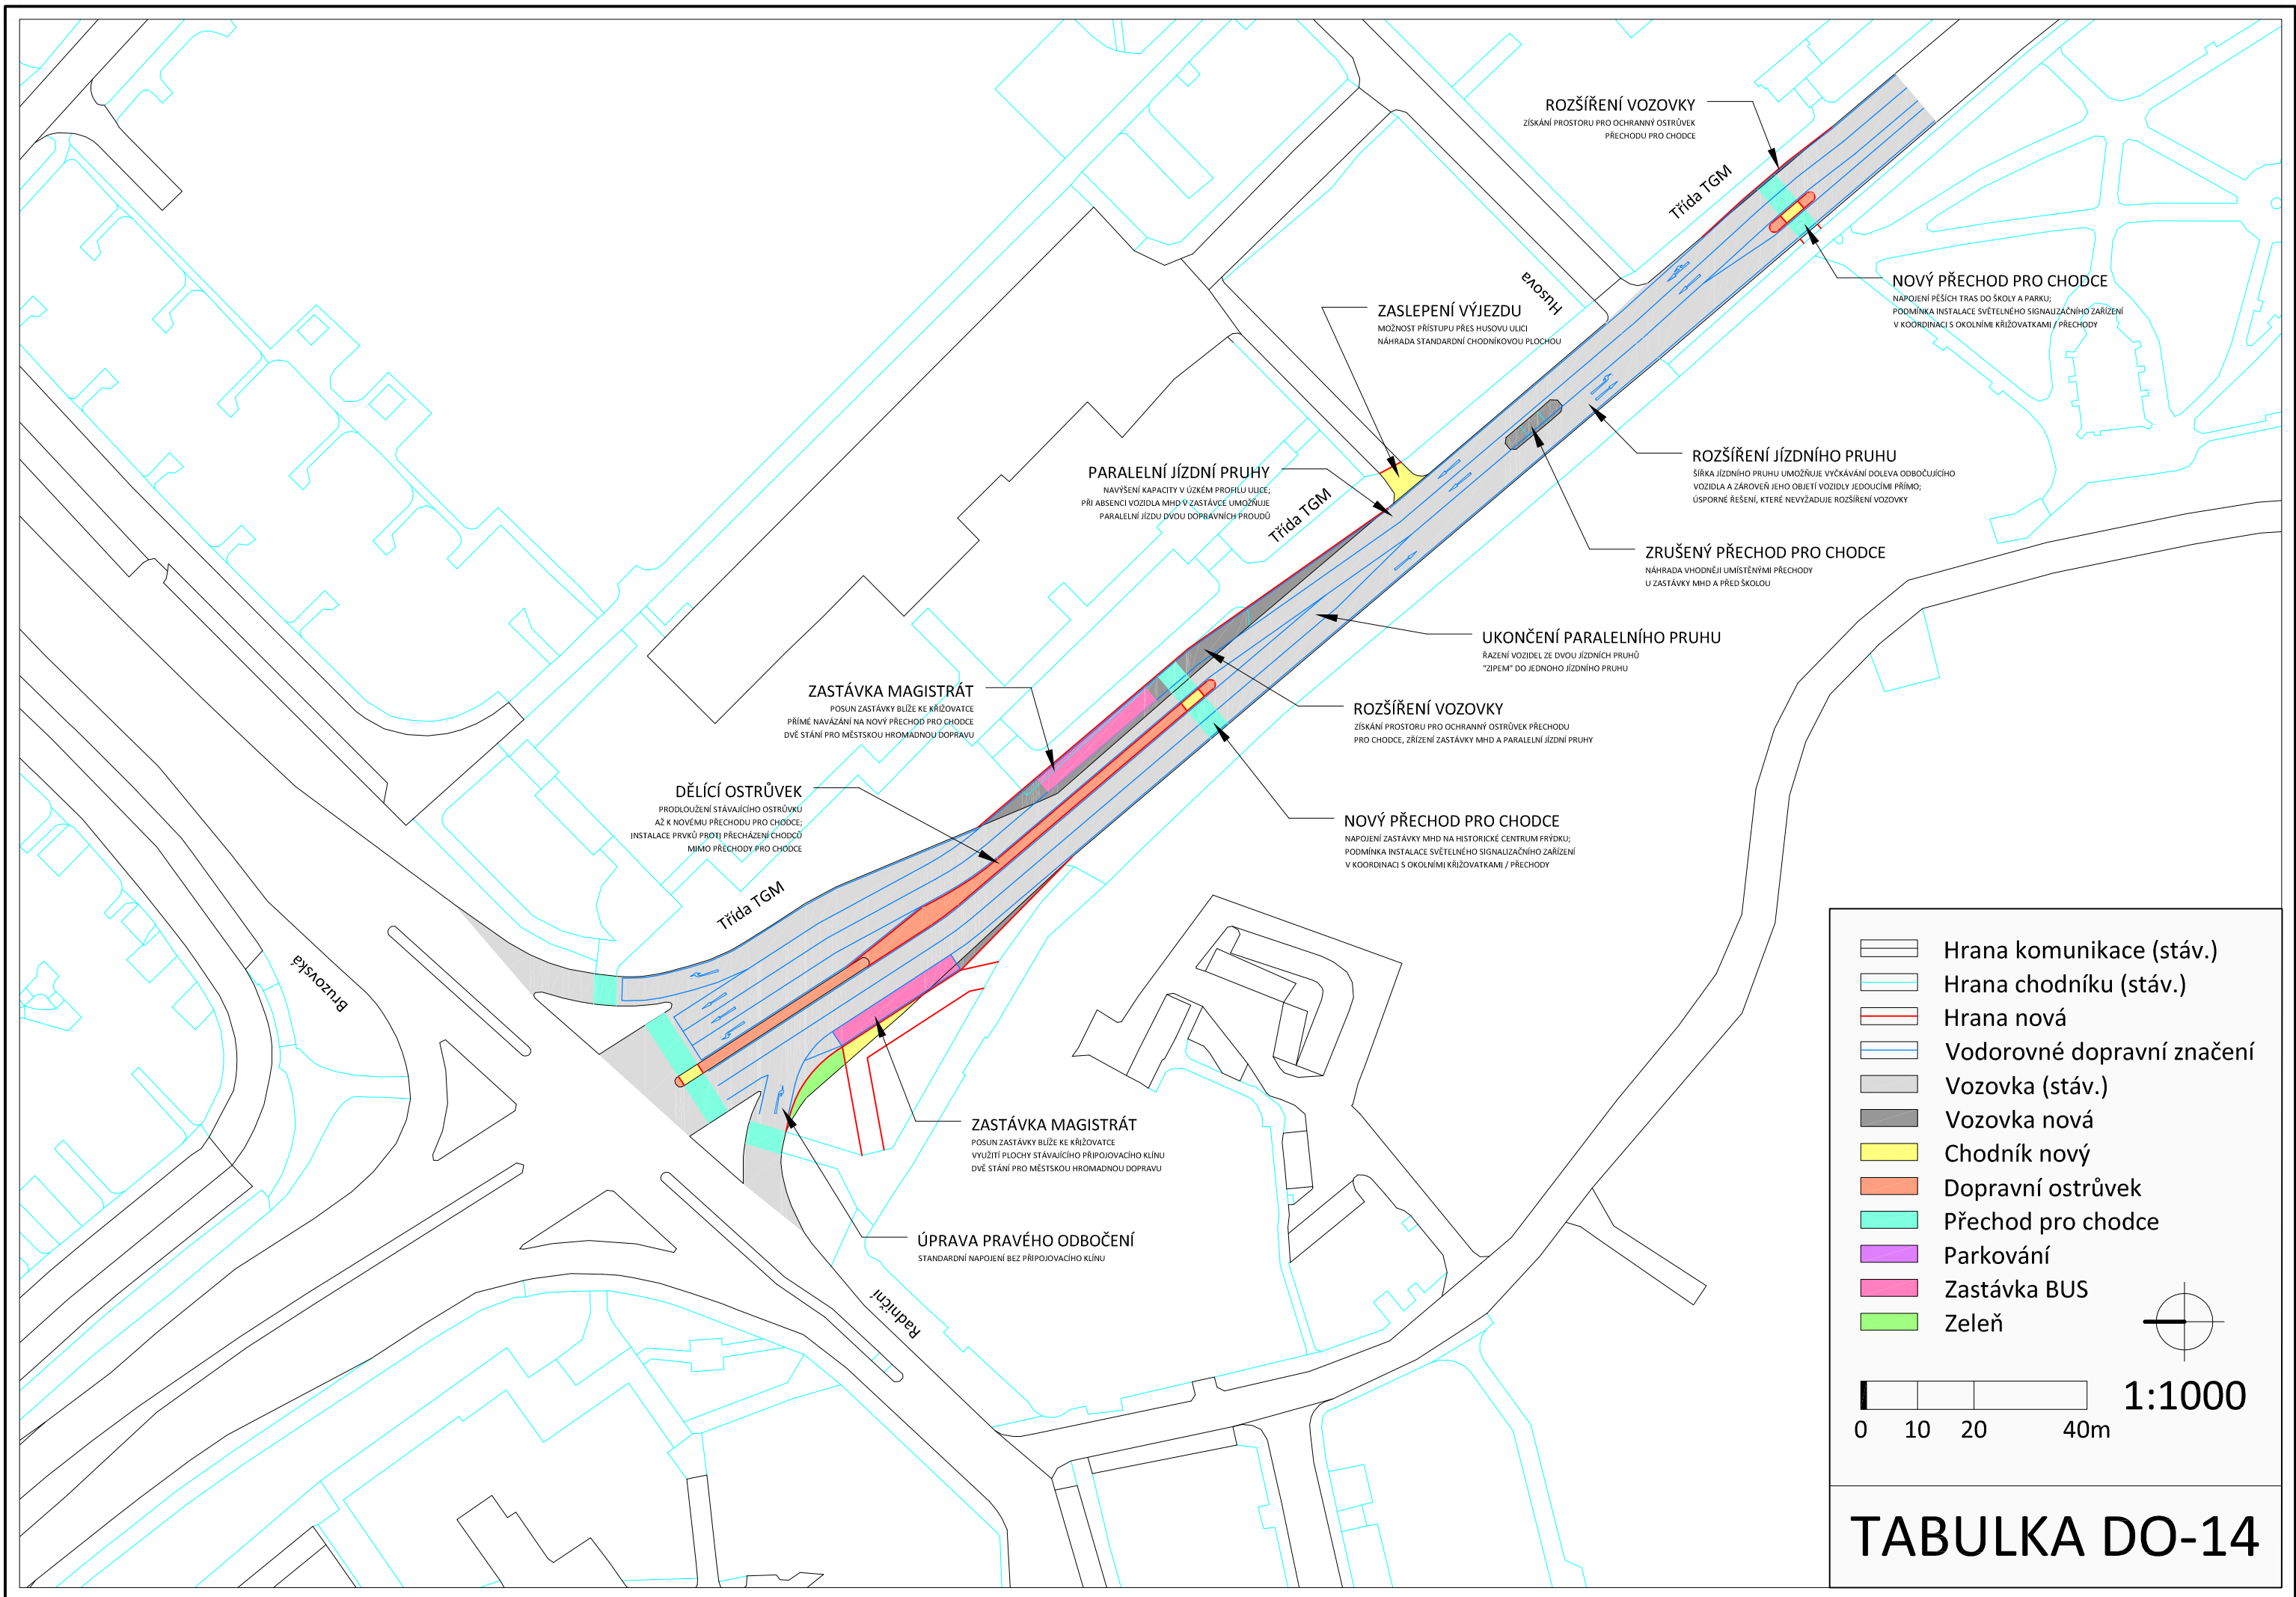 ROZŠÍŘENÍ VOZOVKY
ZÍSKÁNÍ PROSTORU PRO OCHRANNÝ OSTRŮVEK
PŘECHODU PRO CHODCE
Třída TGM
NOVÝ PŘECHOD PRO CHODCE
NAPOJENÍ PĚŠÍCH TRAS DO ŠKOLY A PARKU;
PODMÍNKA INSTALACE SVĚTELNÉHO SIGNALIZAČNÍHO ZAŘÍZENÍ
V KOORDINACI S OKOLNÍMI KŘIŽOVATKAMI / PŘECHODY
Husova
ZASLEPENÍ VÝJEZDU
MOŽNOST PŘÍSTUPU PŘES HUSOVU ULICI
NÁHRADA STANDARDNÍ CHODNÍKOVOU PLOCHOU
ROZŠÍŘENÍ JÍZDNÍHO PRUHU
ŠÍŘKA JÍZDNÍHO PRUHU UMOŽŇUJE VYČKÁVÁNÍ DOLEVA ODBOČUJÍCÍHO
VOZIDLA A ZÁROVEŇ JEHO OBJETÍ VOZIDLY JEDOUCÍMI PŘÍMO;
ÚSPORNÉ ŘEŠENÍ, KTERÉ NEVYŽADUJE ROZŠÍŘENÍ VOZOVKY
PARALELNÍ JÍZDNÍ PRUHY
NAVÝŠENÍ KAPACITY V ÚZKÉM PROFILU ULICE;
PŘI ABSENCI VOZIDLA MHD V ZASTÁVCE UMOŽŇUJE
PARALELNÍ JÍZDU DVOU DOPRAVNÍCH PROUDŮ
Třída TGM
ZRUŠENÝ PŘECHOD PRO CHODCE
NÁHRADA VHODNĚJI UMÍSTĚNÝMI PŘECHODY
U ZASTÁVKY MHD A PŘED ŠKOLOU
UKONČENÍ PARALELNÍHO PRUHU
ŘAZENÍ VOZIDEL ZE DVOU JÍZDNÍCH PRUHŮ
"ZIPEM" DO JEDNOHO JÍZDNÍHO PRUHU
ZASTÁVKA MAGISTRÁT
POSUN ZASTÁVKY BLÍŽE KE KŘIŽOVATCE
PŘÍMÉ NAVÁZÁNÍ NA NOVÝ PŘECHOD PRO CHODCE
DVĚ STÁNÍ PRO MĚSTSKOU HROMADNOU DOPRAVU
ROZŠÍŘENÍ VOZOVKY
ZÍSKÁNÍ PROSTORU PRO OCHRANNÝ OSTRŮVEK PŘECHODU
PRO CHODCE, ZŘÍZENÍ ZASTÁVKY MHD A PARALELNÍ JÍZDNÍ PRUHY
DĚLÍCÍ OSTRŮVEK
PRODLOUŽENÍ STÁVAJÍCÍHO OSTRŮVKU
AŽ K NOVÉMU PŘECHODU PRO CHODCE;
INSTALACE PRVKŮ PROTI PŘECHÁZENÍ CHODCŮ
MIMO PŘECHODY PRO CHODCE
NOVÝ PŘECHOD PRO CHODCE
NAPOJENÍ ZASTÁVKY MHD NA HISTORICKÉ CENTRUM FRÝDKU;
PODMÍNKA INSTALACE SVĚTELNÉHO SIGNALIZAČNÍHO ZAŘÍZENÍ
V KOORDINACI S OKOLNÍMI KŘIŽOVATKAMI / PŘECHODY
Třída TGM
Bruzovská
ZASTÁVKA MAGISTRÁT
POSUN ZASTÁVKY BLÍŽE KE KŘIŽOVATCE
VYUŽITÍ PLOCHY STÁVAJÍCÍHO PŘIPOJOVACÍHO KLÍNU
DVĚ STÁNÍ PRO MĚSTSKOU HROMADNOU DOPRAVU
ÚPRAVA PRAVÉHO ODBOČENÍ
STANDARDNÍ NAPOJENÍ BEZ PŘIPOJOVACÍHO KLÍNU
Radniční
Hrana komunikace (stáv.)
Hrana chodníku (stáv.)
Hrana nová
Vodorovné dopravní značení
Vozovka (stáv.)
Vozovka nová
Chodník nový
Dopravní ostrůvek
Přechod pro chodce
Parkování
Zastávka BUS
Zeleň
1:1000
0 10 20 40m
TABULKA DO-14